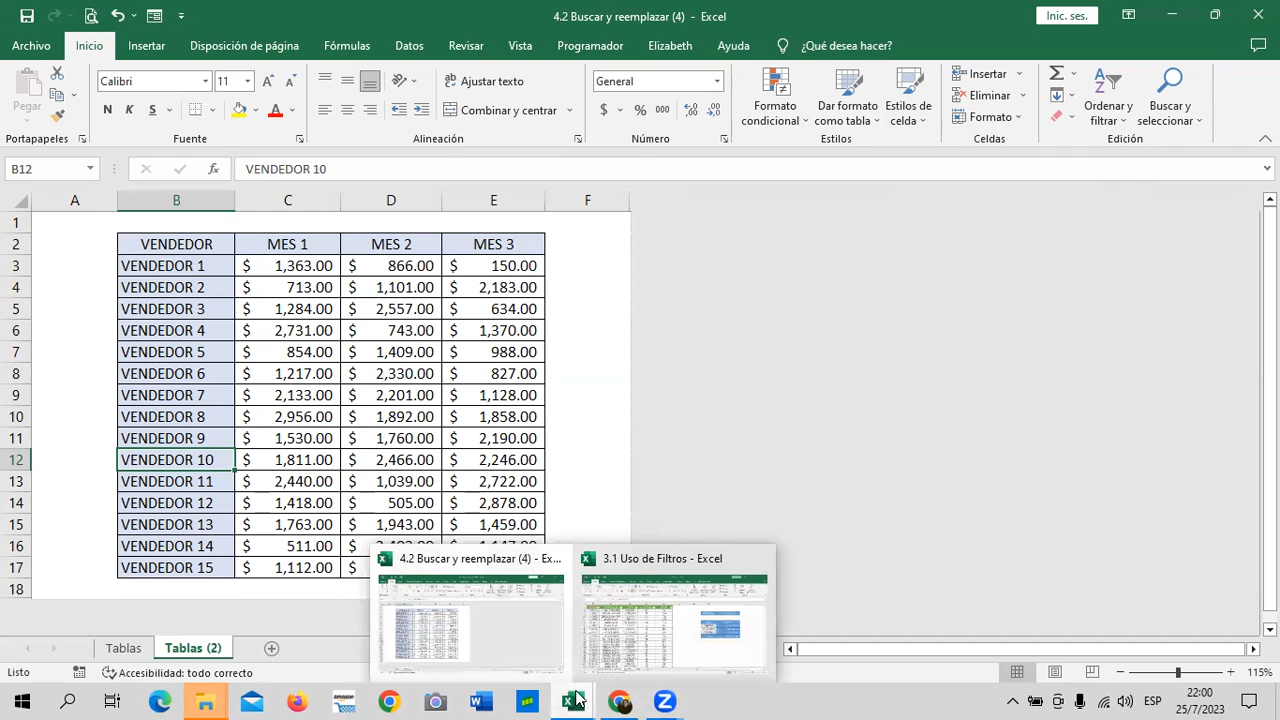 4.2 Buscar y reemplazar (4) - Excel
Inic. ses.
Archivo Inicio Insertar Disposición de página Fórmulas Datos Revisar Vista Programador Elizabeth Ayuda ¿Qué desea hacer?
Pegar
Calibri 11
Ajustar texto
General
Insertar
N K S
Combinar y centrar
$ % 000
Eliminar
Formato condicional
Dar formato como tabla
Estilos de celda
Formato
Ordenar y filtrar
Buscar y seleccionar
Portapapeles Fuente Alineación Número Estilos Celdas Edición
B12 fx VENDEDOR 10
A B C D E F
1
2 VENDEDOR MES 1 MES 2 MES 3
3 VENDEDOR 1 $ 1,363.00 $ 866.00 $ 150.00
4 VENDEDOR 2 $ 713.00 $ 1,101.00 $ 2,183.00
5 VENDEDOR 3 $ 1,284.00 $ 2,557.00 $ 634.00
6 VENDEDOR 4 $ 2,731.00 $ 743.00 $ 1,370.00
7 VENDEDOR 5 $ 854.00 $ 1,409.00 $ 988.00
8 VENDEDOR 6 $ 1,217.00 $ 2,330.00 $ 827.00
9 VENDEDOR 7 $ 2,133.00 $ 2,201.00 $ 1,128.00
10 VENDEDOR 8 $ 2,956.00 $ 1,892.00 $ 1,858.00
11 VENDEDOR 9 $ 1,530.00 $ 1,760.00 $ 2,190.00
12 VENDEDOR 10 $ 1,811.00 $ 2,466.00 $ 2,246.00
13 VENDEDOR 11 $ 2,440.00 $ 1,039.00 $ 2,722.00
14 VENDEDOR 12 $ 1,418.00 $ 505.00 $ 2,878.00
15 VENDEDOR 13 $ 1,763.00 $ 1,943.00 $ 1,459.00
16 VENDEDOR 14 $ 511.00
17 VENDEDOR 15 $ 1,112.00
18
4.2 Buscar y reemplazar (4) - Ex...
3.1 Uso de Filtros - Excel
Tablas Tablas (2)
Listo Accesibilidad: todo correcto 115%
amazon
ESP
22:00
25/7/2023